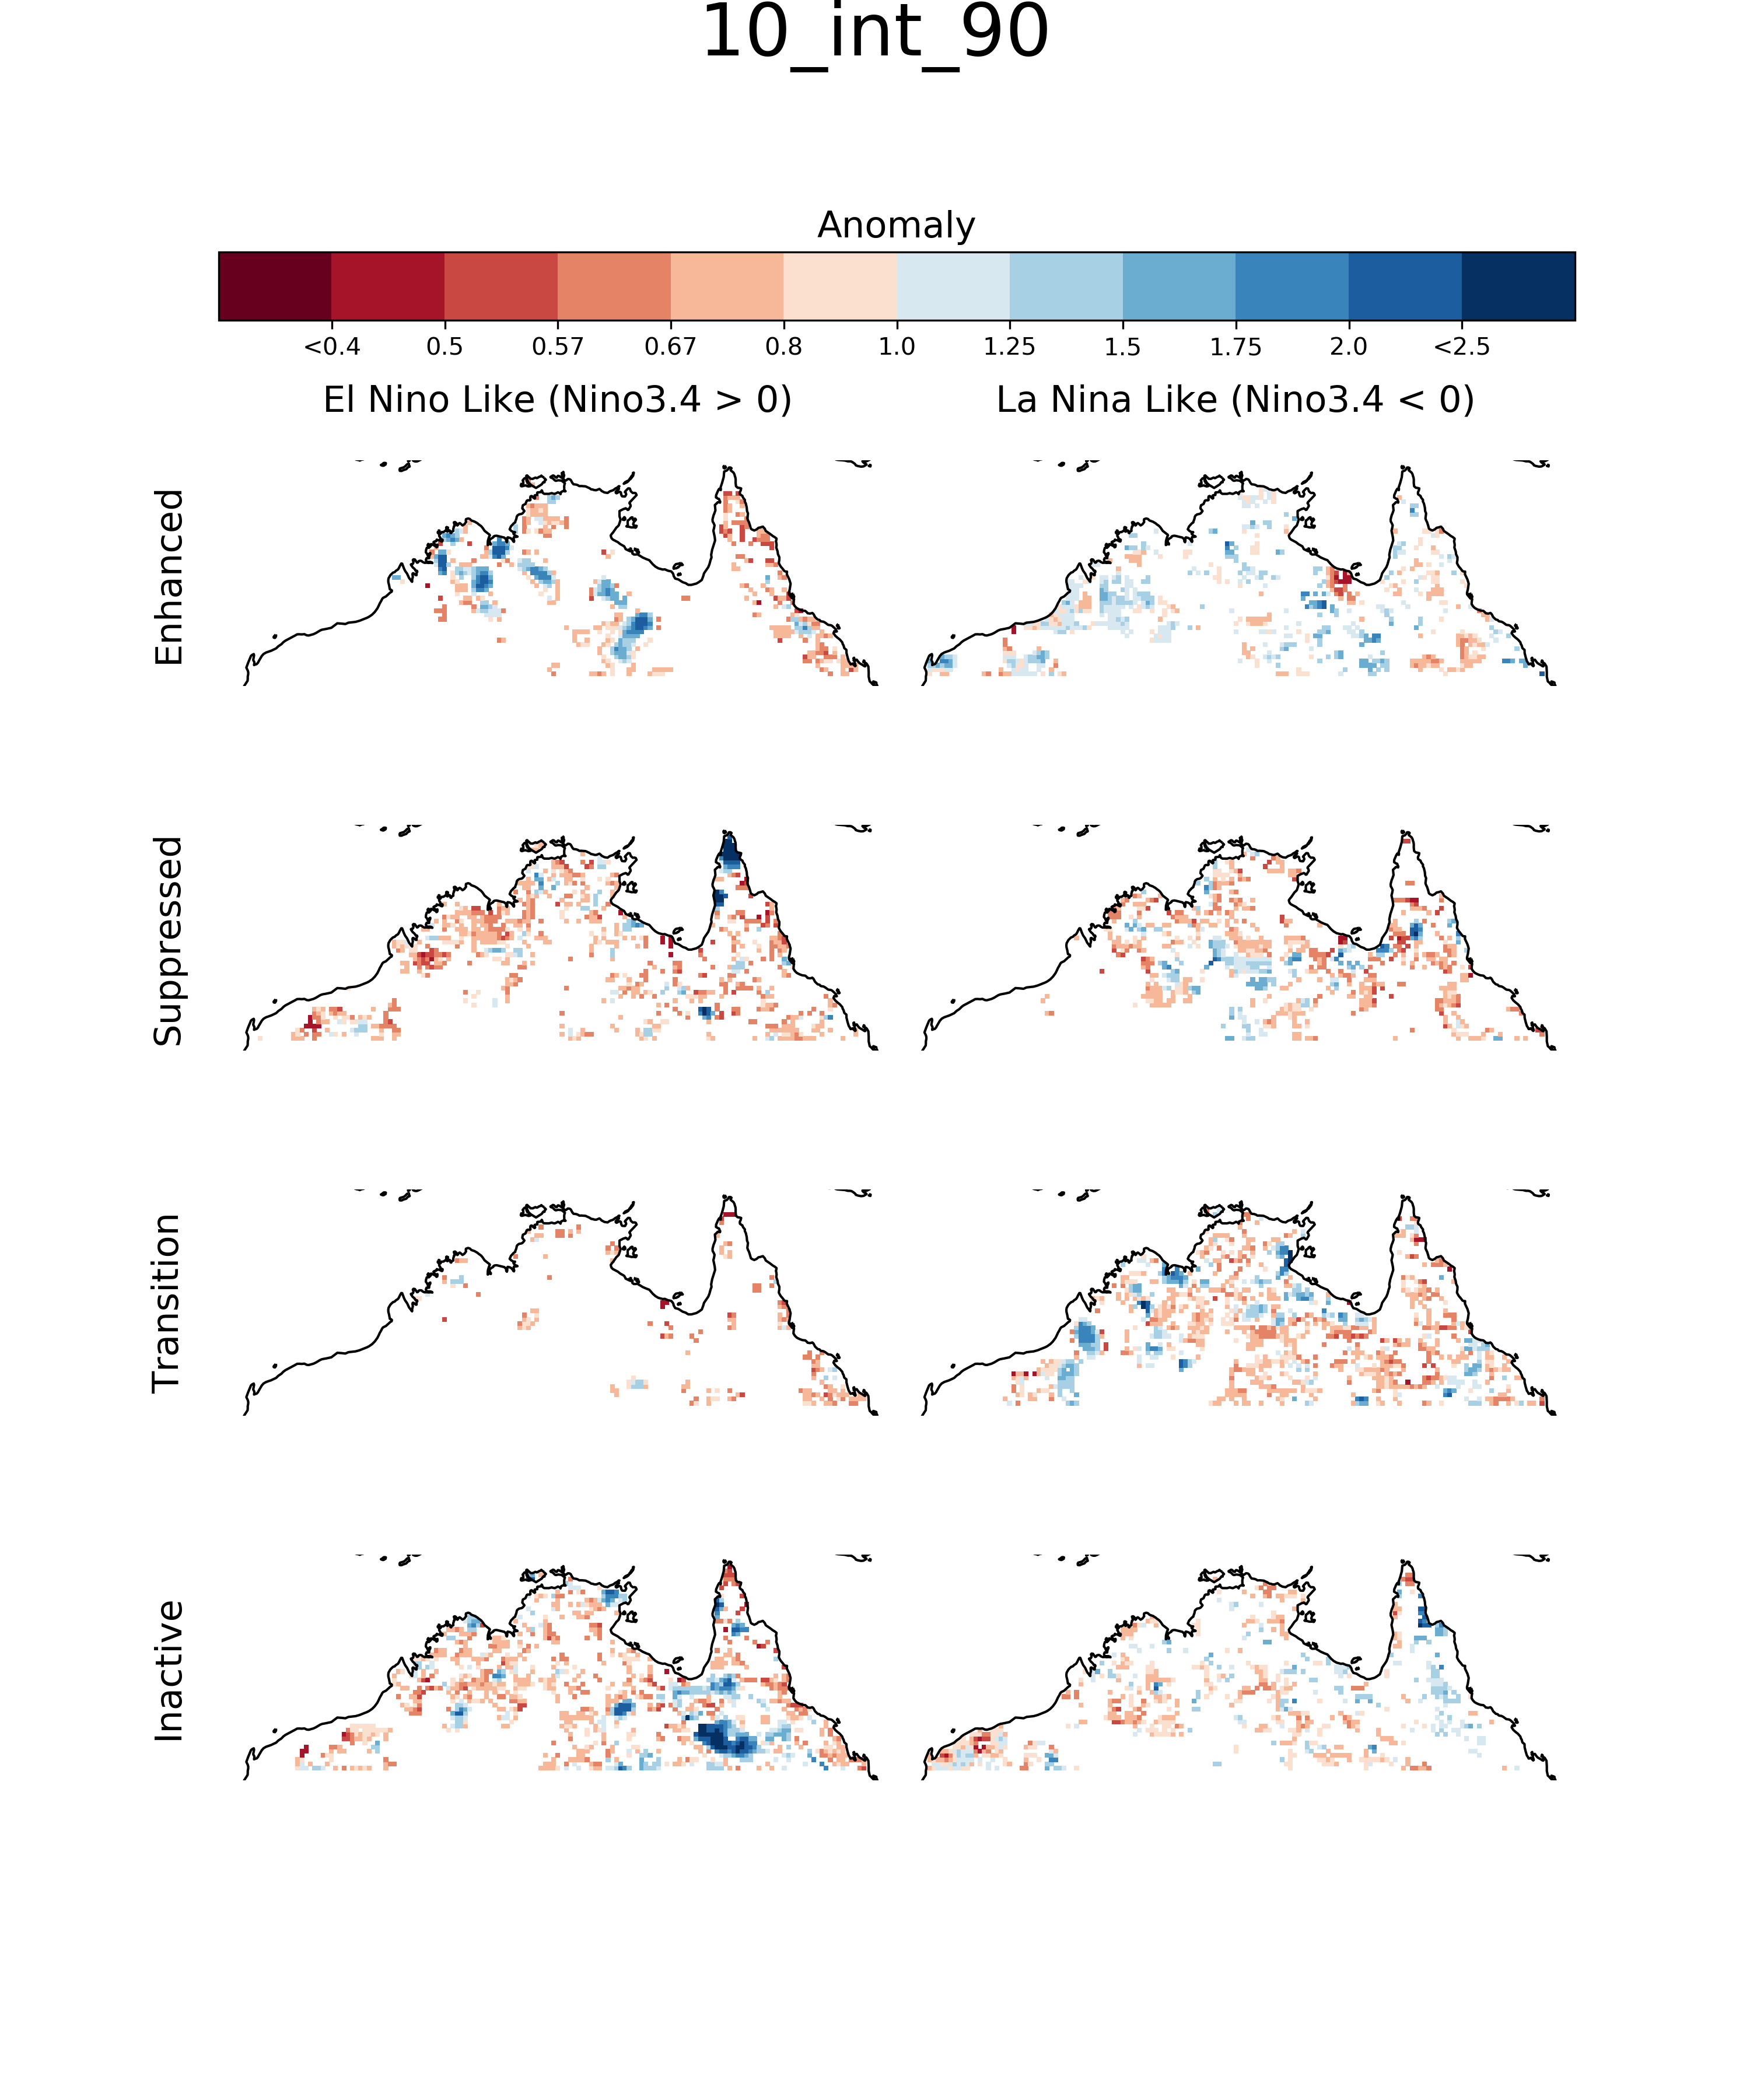 10_int_90
Anomaly
<0.4 0.5 0.57 0.67 0.8 1.0 1.25 1.5 1.75 2.0 <2.5
El Nino Like (Nino3.4 > 0) La Nina Like (Nino3.4 < 0)
Enhanced
Suppressed
Transition
Inactive